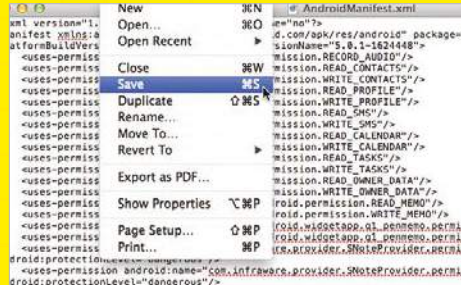 AndroidManifest.xml
New ⌘N
xml version="1. ="no"?>
Open... ⌘O
anifest xmlns:a d.com/apk/res/android" package=
Open Recent ▶
atformBuildVers sionName="5.0.1-1624448">
<uses-permiss mission.RECORD_AUDIO"/>
Close ⌘W
<uses-permiss mission.READ_CONTACTS"/>
Save ⌘S
<uses-permiss mission.WRITE_CONTACTS"/>
<uses-permiss mission.READ_PROFILE"/>
Duplicate ⇧⌘S
<uses-permiss mission.WRITE_PROFILE"/>
Rename...
<uses-permiss mission.READ_SMS"/>
<uses-permiss mission.WRITE_SMS"/>
Move To...
<uses-permiss mission.READ_CALENDAR"/>
Revert To ▶
<uses-permiss mission.WRITE_CALENDAR"/>
<uses-permiss mission.READ_TASKS"/>
Export as PDF...
<uses-permiss mission.WRITE_TASKS"/>
<uses-permiss mission.READ_OWNER_DATA"/>
<uses-permiss mission.WRITE_OWNER_DATA"/>
Show Properties ⌥⌘P
<uses-permiss droid.permission.READ_MEMO"/>
<uses-permiss droid.permission.WRITE_MEMO"/>
Page Setup... ⇧⌘P
<uses-permiss droid.widgetapp.q1_penmemo.permi
<uses-permiss droid.widgetapp.q1_penmemo.permi
Print... ⌘P
<uses-permiss are.provider.SNoteProvider.permi
droid:protectionLevel="dangerous"/>
<uses-permission android:name="com.infraware.provider.SNoteProvider.permi
droid:protectionLevel="dangerous"/>